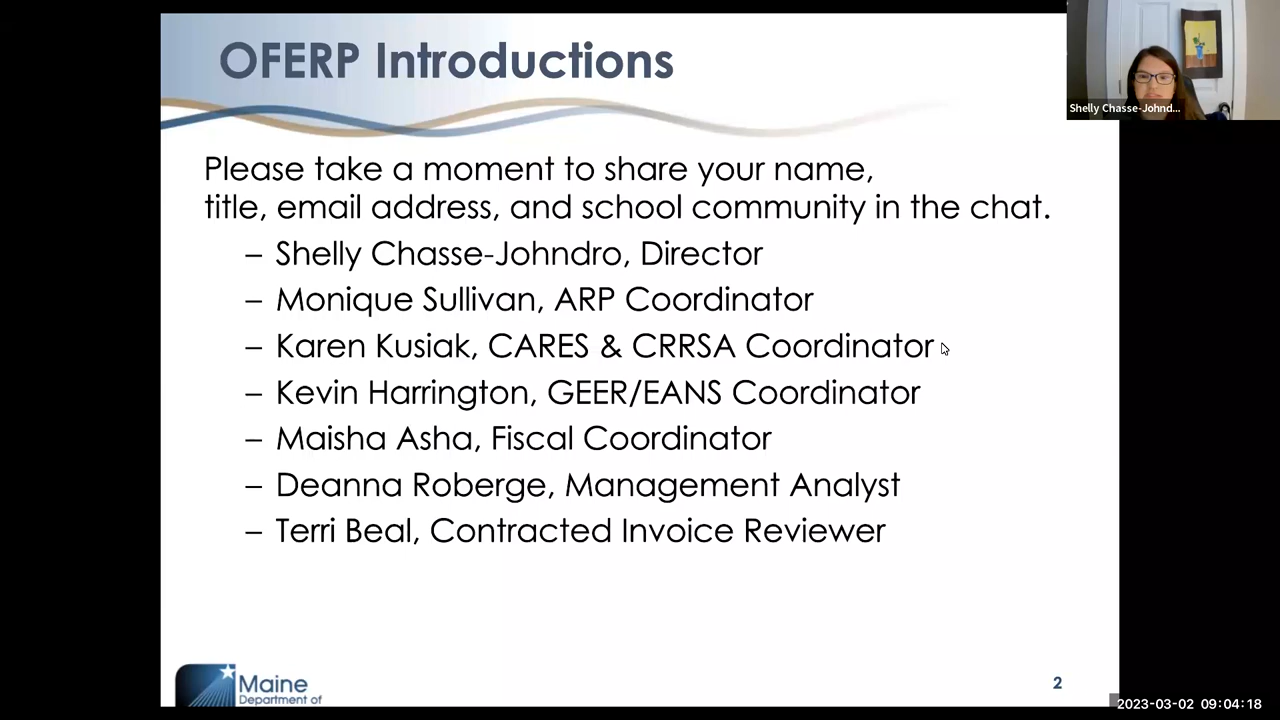 OFERP Introductions
Shelly Chasse-Johnd...
Please take a moment to share your name,
title, email address, and school community in the chat.
– Shelly Chasse-Johndro, Director
– Monique Sullivan, ARP Coordinator
– Karen Kusiak, CARES & CRRSA Coordinator
– Kevin Harrington, GEER/EANS Coordinator
– Maisha Asha, Fiscal Coordinator
– Deanna Roberge, Management Analyst
– Terri Beal, Contracted Invoice Reviewer
Maine
Department of
2
2023-03-02 09:04:18